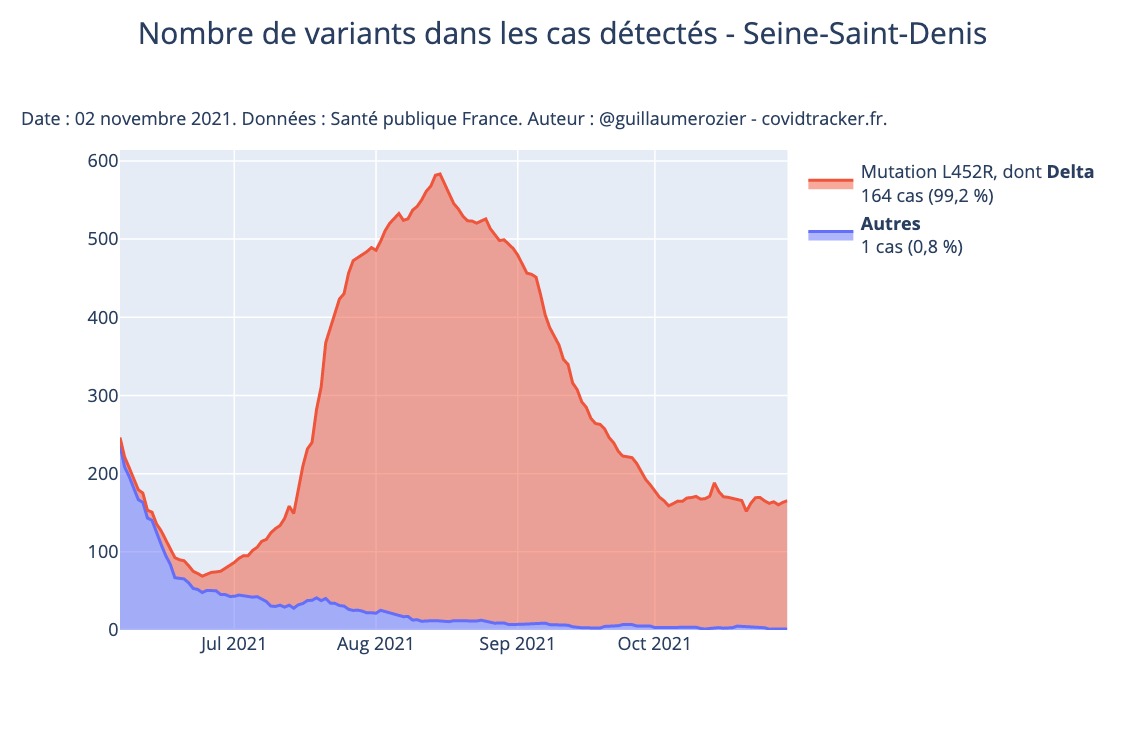 Nombre de variants dans les cas détectés - Seine-Saint-Denis
Date : 02 novembre 2021. Données : Santé publique France. Auteur : @guillaumerozier - covidtracker.fr.
600
500
400
300
200
100
0
Jul 2021
Aug 2021
Sep 2021
Oct 2021
Mutation L452R, dont Delta
164 cas (99,2 %)
Autres
1 cas (0,8 %)